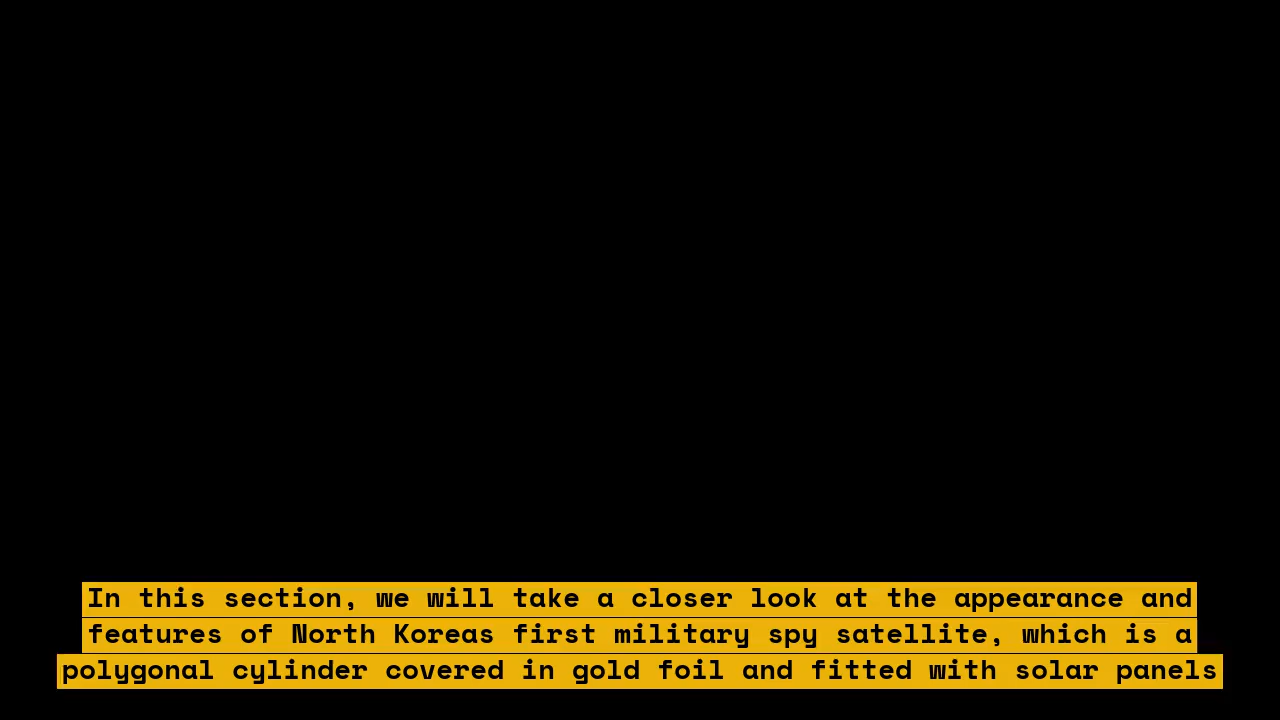 In this section, we will take a closer look at the appearance and
features of North Koreas first military spy satellite, which is a
polygonal cylinder covered in gold foil and fitted with solar panels